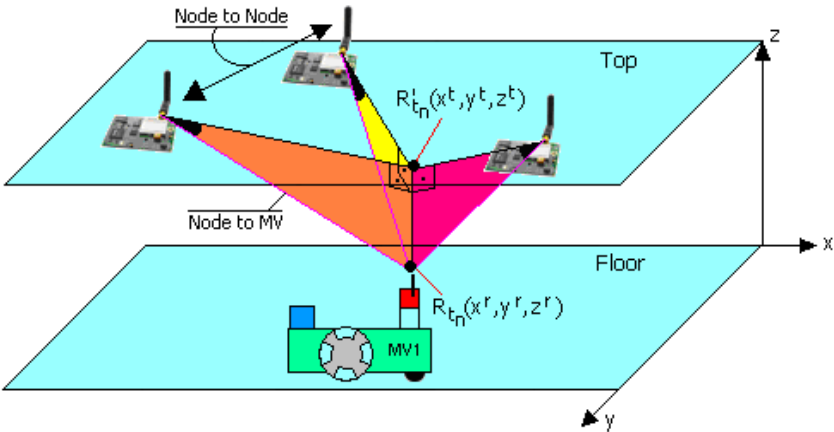 Node to Node
z
Top
R'tn(xᵗ,yᵗ,zᵗ)
Node to MV
x
Floor
Rtn(xʳ,yʳ,zʳ)
MV1
y